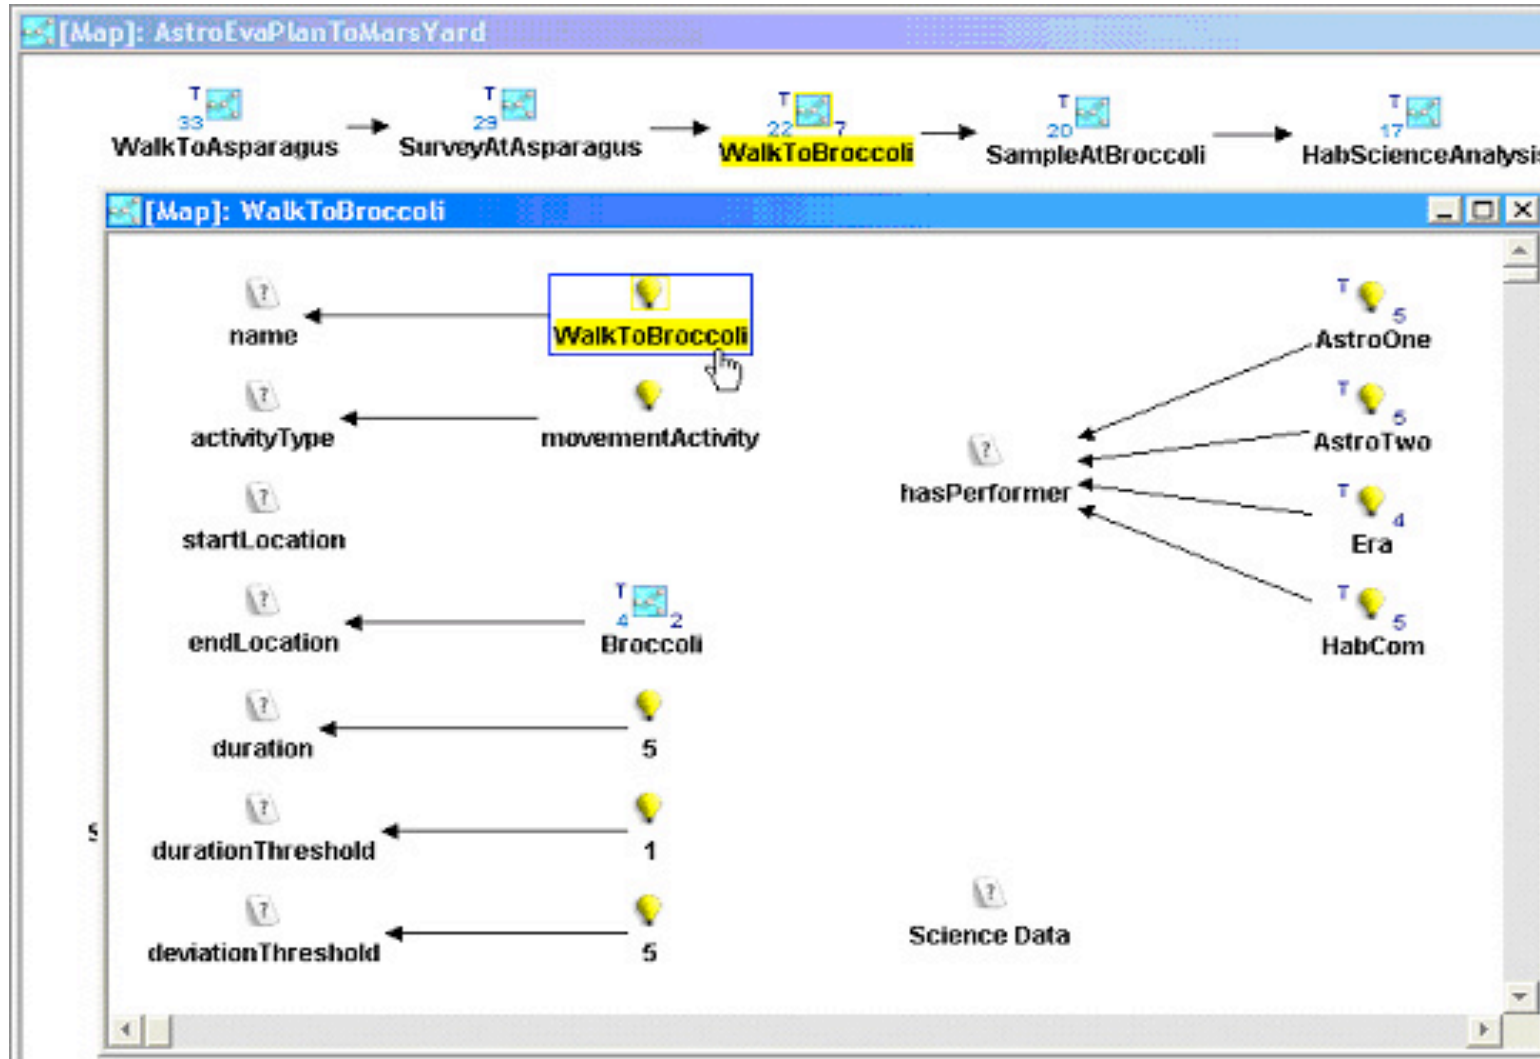 [Map]: AstroEvaPlanToMarsYard
T T T T T
33 29 22 7 20 17
WalkToAsparagus SurveyAtAsparagus WalkToBroccoli SampleAtBroccoli HabScienceAnalysis
[Map]: WalkToBroccoli
? T 5
name WalkToBroccoli AstroOne
? T 5
activityType movementActivity AstroTwo
?
hasPerformer
? T 4
startLocation Era
? T 4 2 T 5
endLocation Broccoli HabCom
?
duration 5
s
?
durationThreshold 1
? ?
deviationThreshold 5 Science Data